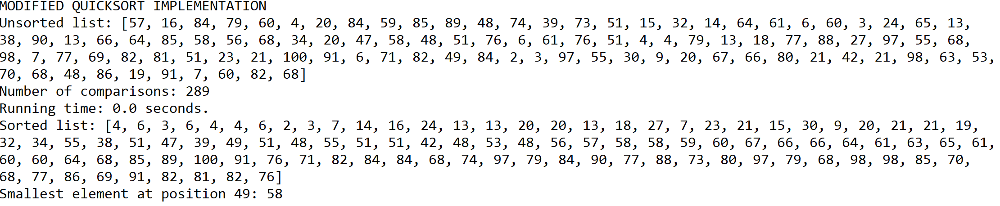 MODIFIED QUICKSORT IMPLEMENTATION
Unsorted list: [57, 16, 84, 79, 60, 4, 20, 84, 59, 85, 89, 48, 74, 39, 73, 51, 15, 32, 14, 64, 61, 6, 60, 3, 24, 65, 13,
38, 90, 13, 66, 64, 85, 58, 56, 68, 34, 20, 47, 58, 48, 51, 76, 6, 61, 76, 51, 4, 4, 79, 13, 18, 77, 88, 27, 97, 55, 68,
98, 7, 77, 69, 82, 81, 51, 23, 21, 100, 91, 6, 71, 82, 49, 84, 2, 3, 97, 55, 30, 9, 20, 67, 66, 80, 21, 42, 21, 98, 63, 53,
70, 68, 48, 86, 19, 91, 7, 60, 82, 68]
Number of comparisons: 289
Running time: 0.0 seconds.
Sorted list: [4, 6, 3, 6, 4, 4, 6, 2, 3, 7, 14, 16, 24, 13, 13, 20, 20, 13, 18, 27, 7, 23, 21, 15, 30, 9, 20, 21, 21, 19,
32, 34, 55, 38, 51, 47, 39, 49, 51, 48, 55, 51, 51, 42, 48, 53, 48, 56, 57, 58, 58, 59, 60, 67, 66, 66, 64, 61, 63, 65, 61,
60, 60, 64, 68, 85, 89, 100, 91, 76, 71, 82, 84, 84, 68, 74, 97, 79, 84, 90, 77, 88, 73, 80, 97, 79, 68, 98, 98, 85, 70,
68, 77, 86, 69, 91, 82, 81, 82, 76]
Smallest element at position 49: 58